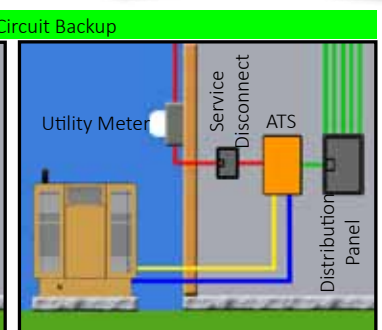 Circuit Backup
Utility Meter
Service
Disconnect
ATS
Distribution
Panel